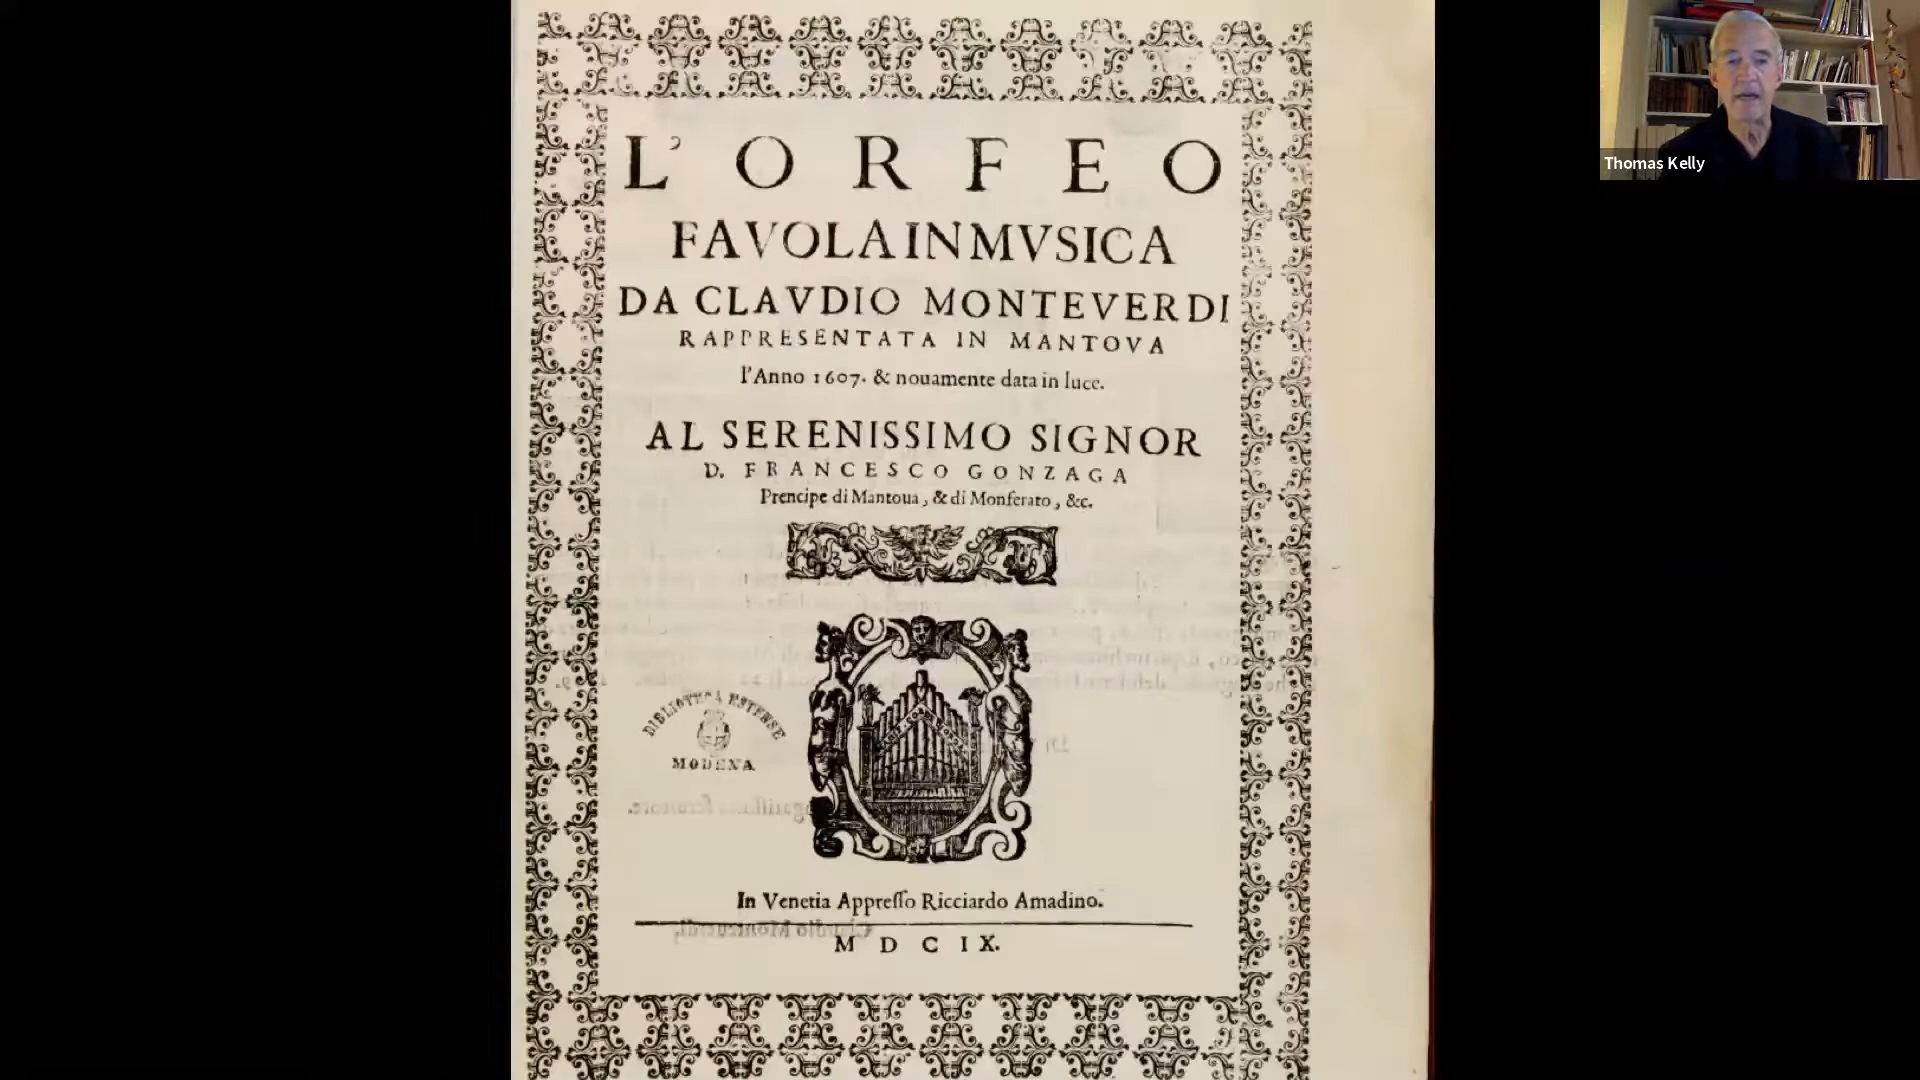 L'ORFEO
FAVOLA IN MVSICA
DA CLAVDIO MONTEVERDI
RAPPRESENTATA IN MANTOVA
l'Anno 1607. & nouamente data in luce.
AL SERENISSIMO SIGNOR
D. FRANCESCO GONZAGA
Prencipe di Mantoua, & di Monferato, &c.
BIBLIOTECA ESTENSE
MODENA
In Venetia Appresso Ricciardo Amadino.
M D C IX.
Thomas Kelly